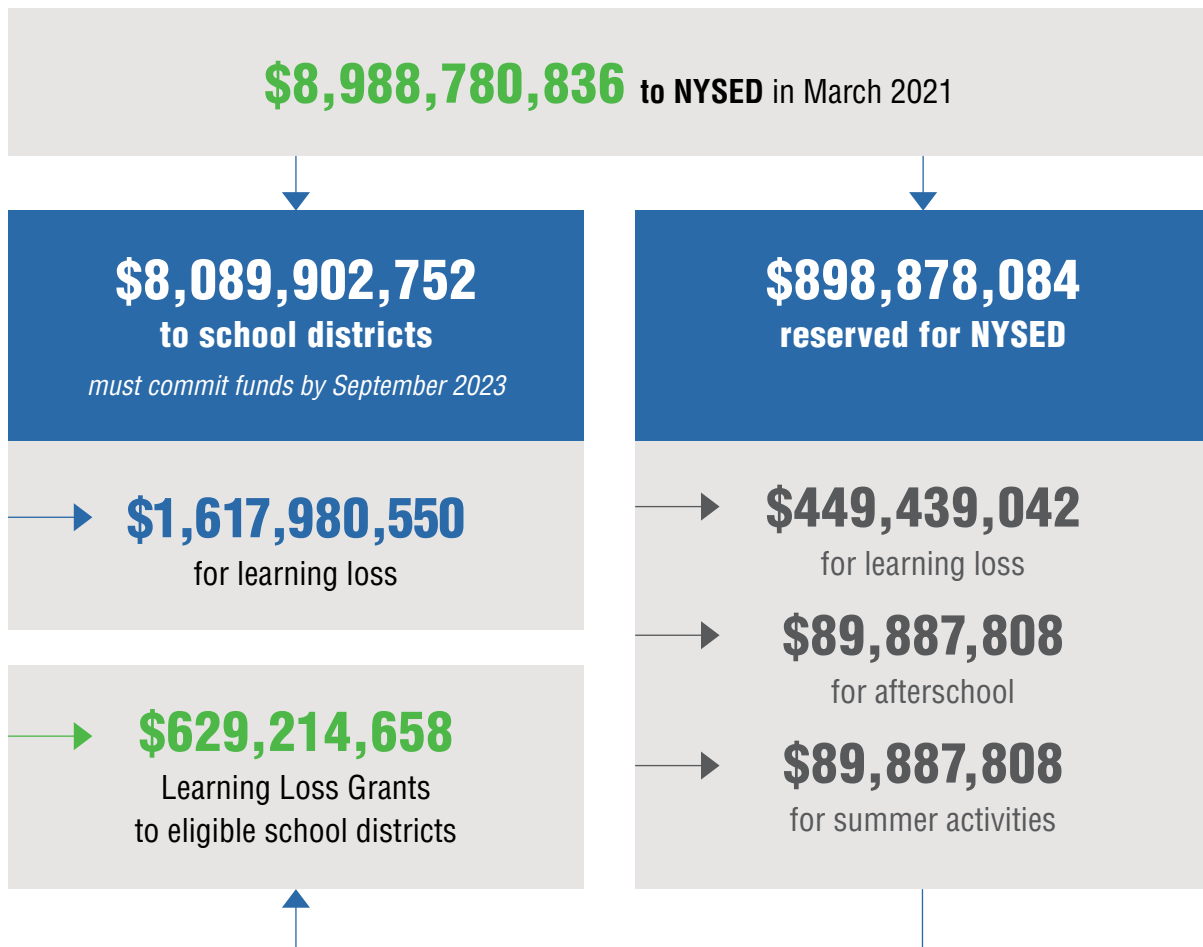 $8,988,780,836 to NYSED in March 2021
$8,089,902,752
to school districts
must commit funds by September 2023
$1,617,980,550
for learning loss
$629,214,658
Learning Loss Grants
to eligible school districts
$898,878,084
reserved for NYSED
$449,439,042
for learning loss
$89,887,808
for afterschool
$89,887,808
for summer activities